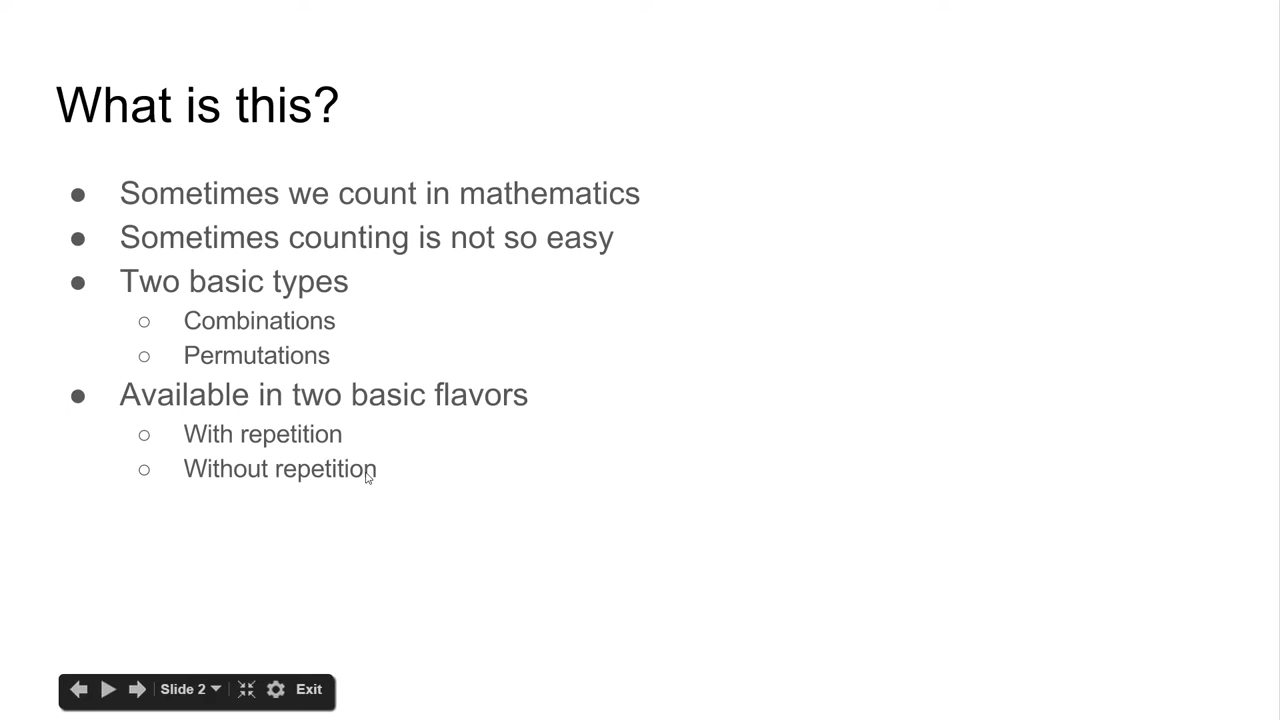 What is this?
● Sometimes we count in mathematics
● Sometimes counting is not so easy
● Two basic types
○ Combinations
○ Permutations
● Available in two basic flavors
○ With repetition
○ Without repetition
Slide 2 Exit